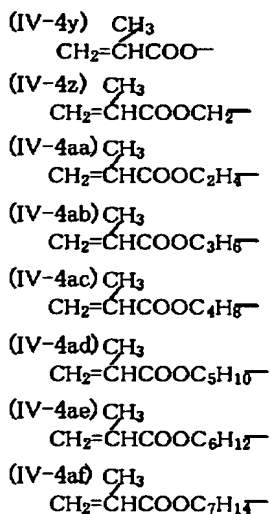 (IV-4y) CH3
CH2=CHCOO—
(IV-4z) CH3
CH2=CHCOOCH2—
(IV-4aa) CH3
CH2=CHCOOC2H4—
(IV-4ab) CH3
CH2=CHCOOC3H6—
(IV-4ac) CH3
CH2=CHCOOC4H8—
(IV-4ad) CH3
CH2=CHCOOC5H10—
(IV-4ae) CH3
CH2=CHCOOC6H12—
(IV-4af) CH3
CH2=CHCOOC7H14—